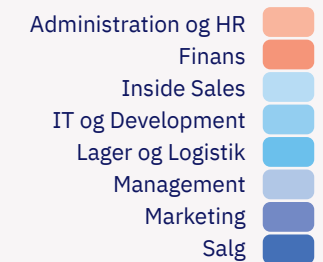 Administration og HR
Finans
Inside Sales
IT og Development
Lager og Logistik
Management
Marketing
Salg